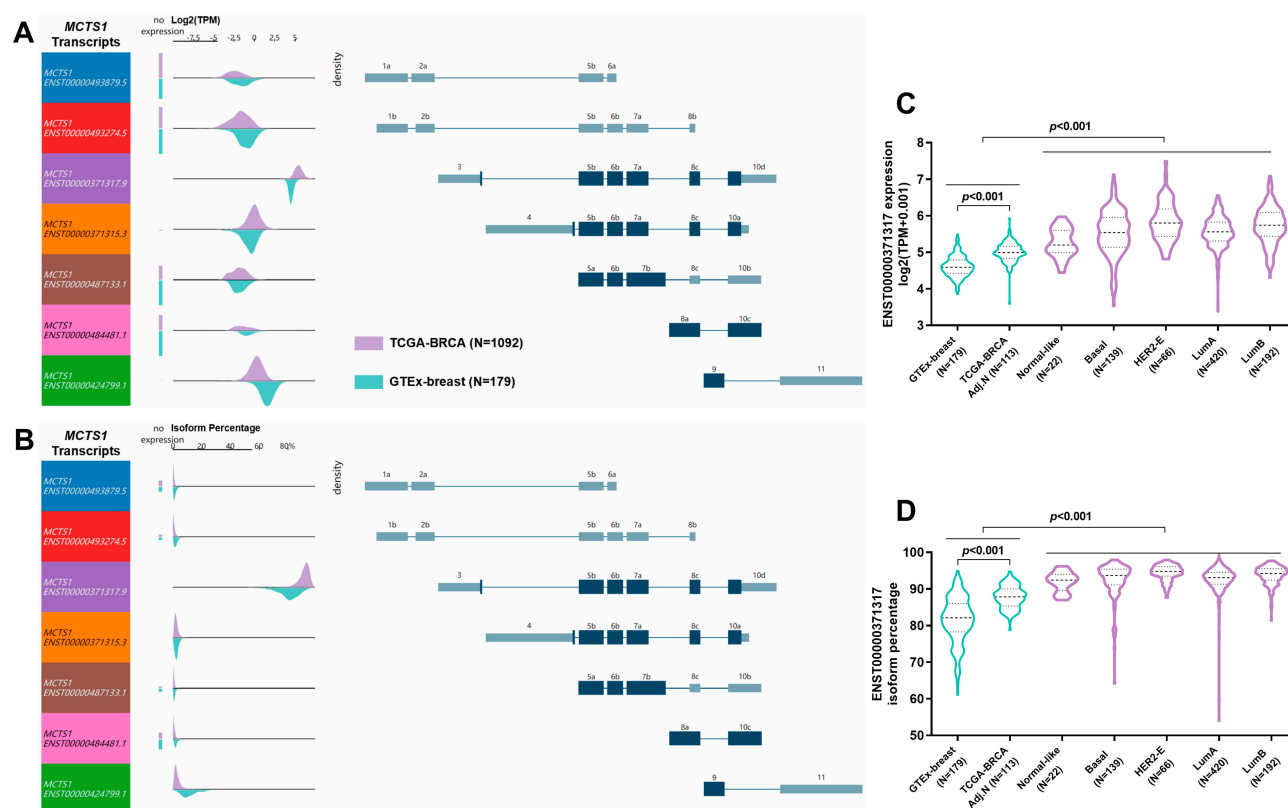 A
MCTS1
Transcripts
no
expression
Log2(TPM)
-7,5 -5 -2,5 0 2,5 5
density
MCTS1
ENST00000493879.5
1a 2a 5b 6a
MCTS1
ENST00000493274.5
1b 2b 5b 6b 7a 8b
MCTS1
ENST00000371317.9
3 5b 6b 7a 8c 10d
MCTS1
ENST00000371315.3
4 5b 6b 7a 8c 10a
MCTS1
ENST00000487133.1
5a 6b 7b 8c 10b
MCTS1
ENST00000484481.1
8a 10c
MCTS1
ENST00000424799.1
9 11
TCGA-BRCA (N=1092)
GTEx-breast (N=179)
B
MCTS1
Transcripts
no
expression
Isoform Percentage
0 20 40 60 80%
density
MCTS1
ENST00000493879.5
1a 2a 5b 6a
MCTS1
ENST00000493274.5
1b 2b 5b 6b 7a 8b
MCTS1
ENST00000371317.9
3 5b 6b 7a 8c 10d
MCTS1
ENST00000371315.3
4 5b 6b 7a 8c 10a
MCTS1
ENST00000487133.1
5a 6b 7b 8c 10b
MCTS1
ENST00000484481.1
8a 10c
MCTS1
ENST00000424799.1
9 11
C
p<0.001
p<0.001
ENST00000371317 expression
log2(TPM+0.001)
8
7
6
5
4
3
GTEx-breast
(N=179)
TCGA-BRCA
Adj.N (N=113)
Normal-like
(N=22)
Basal
(N=139)
HER2-E
(N=66)
LumA
(N=420)
LumB
(N=192)
D
p<0.001
p<0.001
ENST00000371317
isoform percentage
100
90
80
70
60
50
GTEx-breast
(N=179)
TCGA-BRCA
Adj.N (N=113)
Normal-like
(N=22)
Basal
(N=139)
HER2-E
(N=66)
LumA
(N=420)
LumB
(N=192)